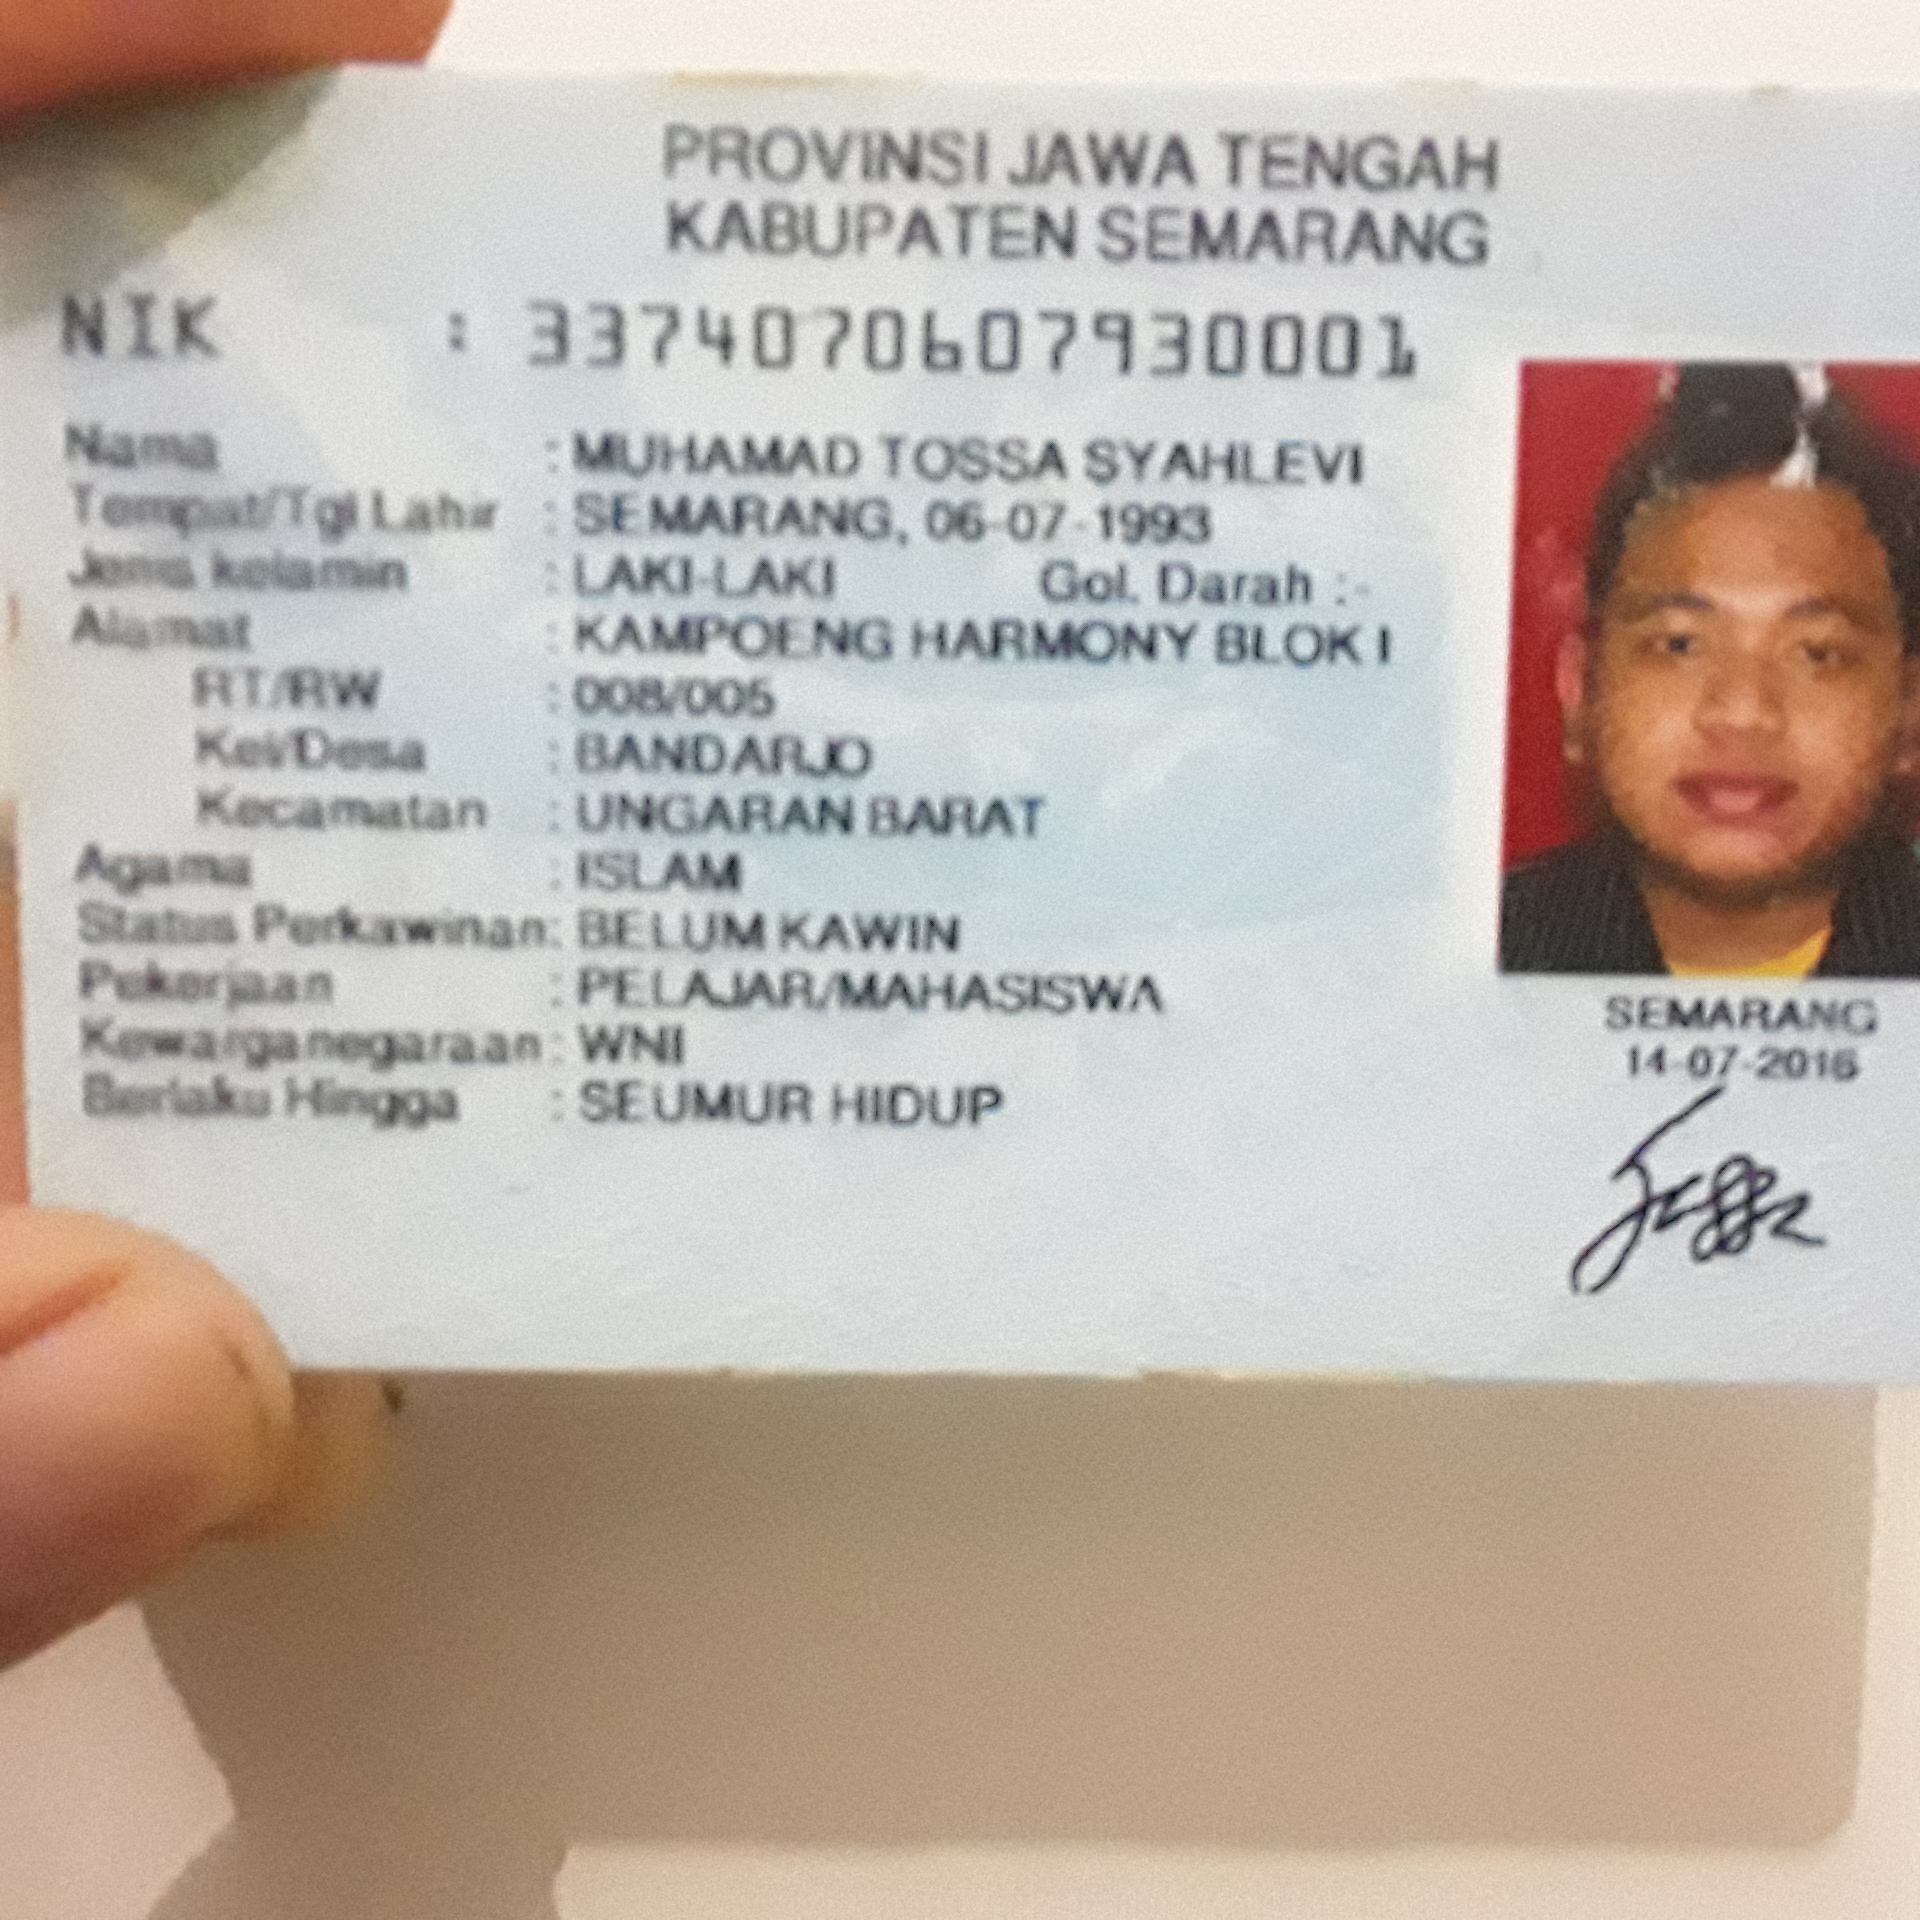 PROVINSI JAWA TENGAH
KABUPATEN SEMARANG
NIK : 3374070607930001
Nama : MUHAMAD TOSSA SYAHLEVI
Tempat/Tgl Lahir : SEMARANG, 06-07-1993
Jenis kelamin : LAKI-LAKI Gol. Darah :-
Alamat : KAMPOENG HARMONY BLOK I
RT/RW : 008/005
Kel/Desa : BANDARJO
Kecamatan : UNGARAN BARAT
Agama : ISLAM
Status Perkawinan: BELUM KAWIN
Pekerjaan : PELAJAR/MAHASISWA
Kewarganegaraan: WNI
Berlaku Hingga : SEUMUR HIDUP
SEMARANG
14-07-2016